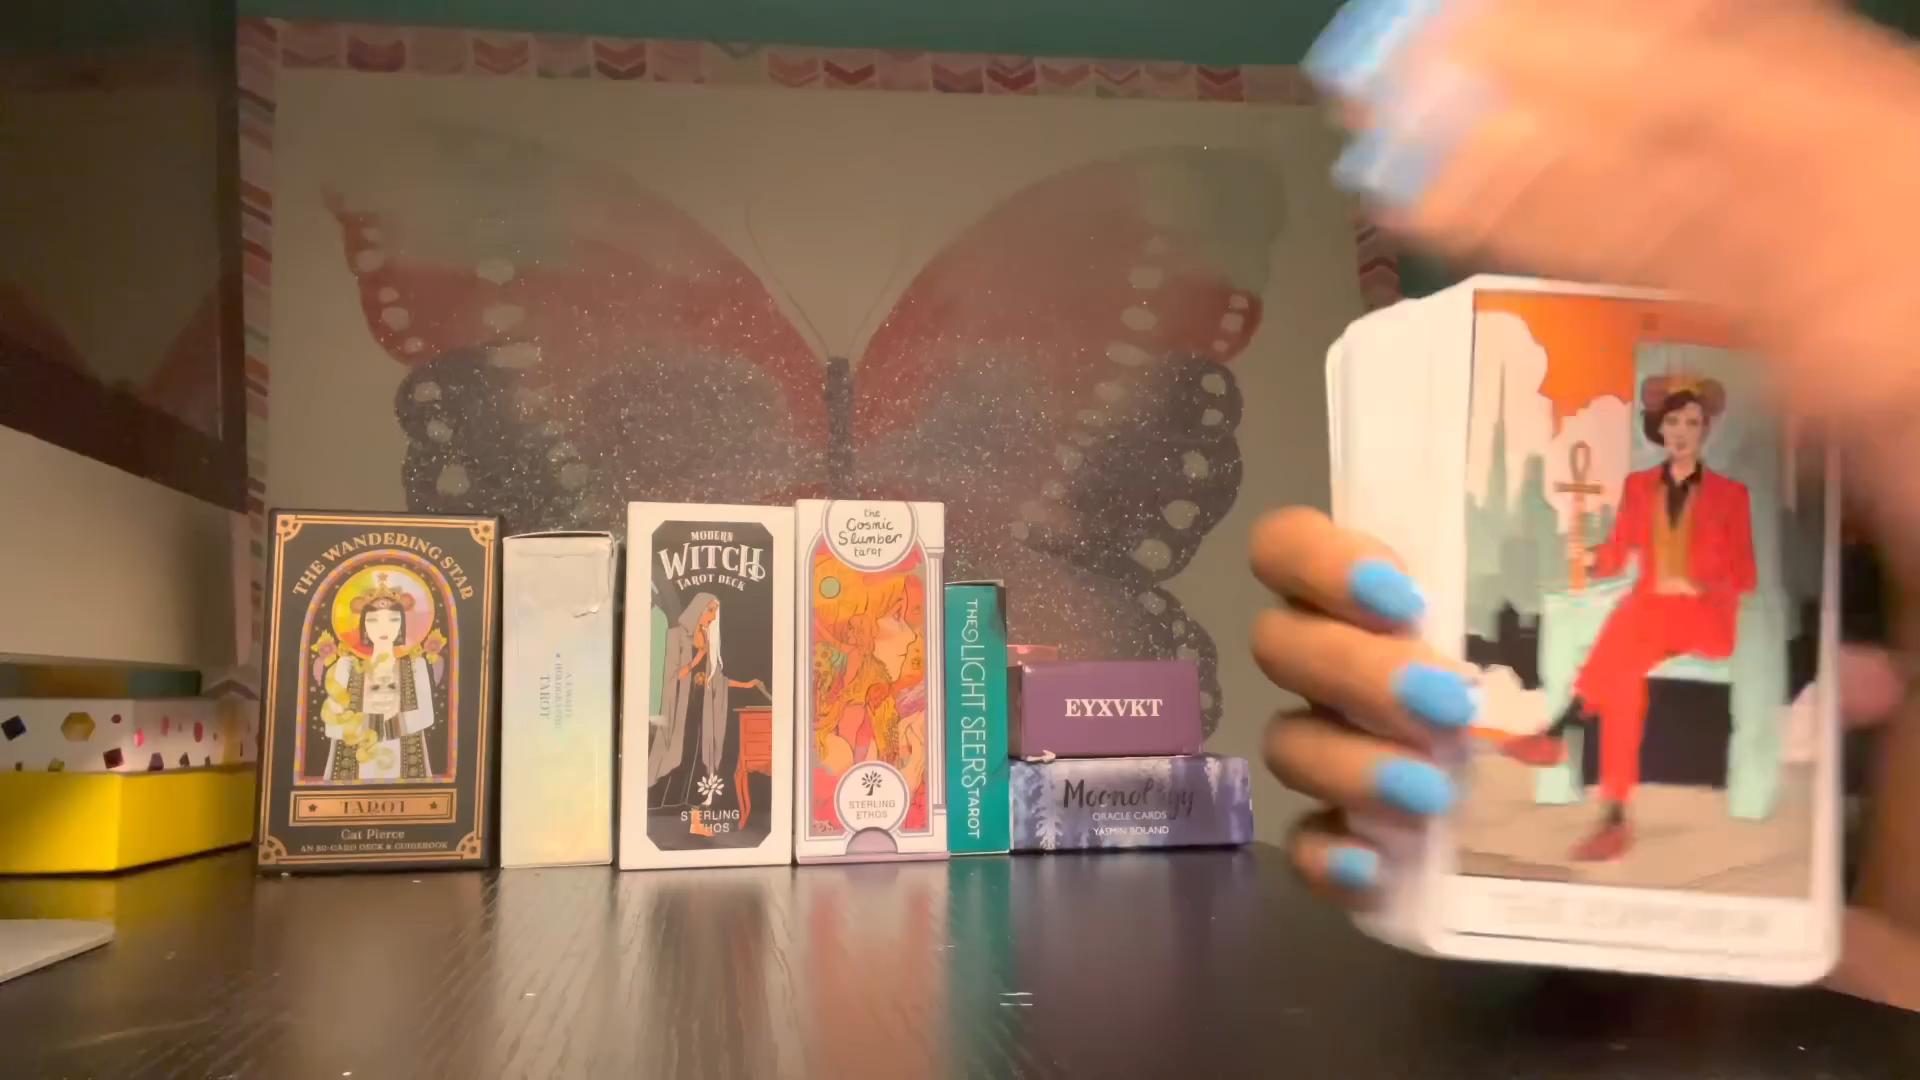 THE WANDERING STAR
TAROT
Cat Pierce
AN 80-CARD DECK & GUIDEBOOK
TAROT
MODERN
WITCH
TAROT DECK
STERLING
ETHOS
the
Cosmic
Slumber
tarot
STERLING
ETHOS
THE LIGHT SEER'S TAROT
EYXVKT
Moonology
ORACLE CARDS
YASMIN BOLAND